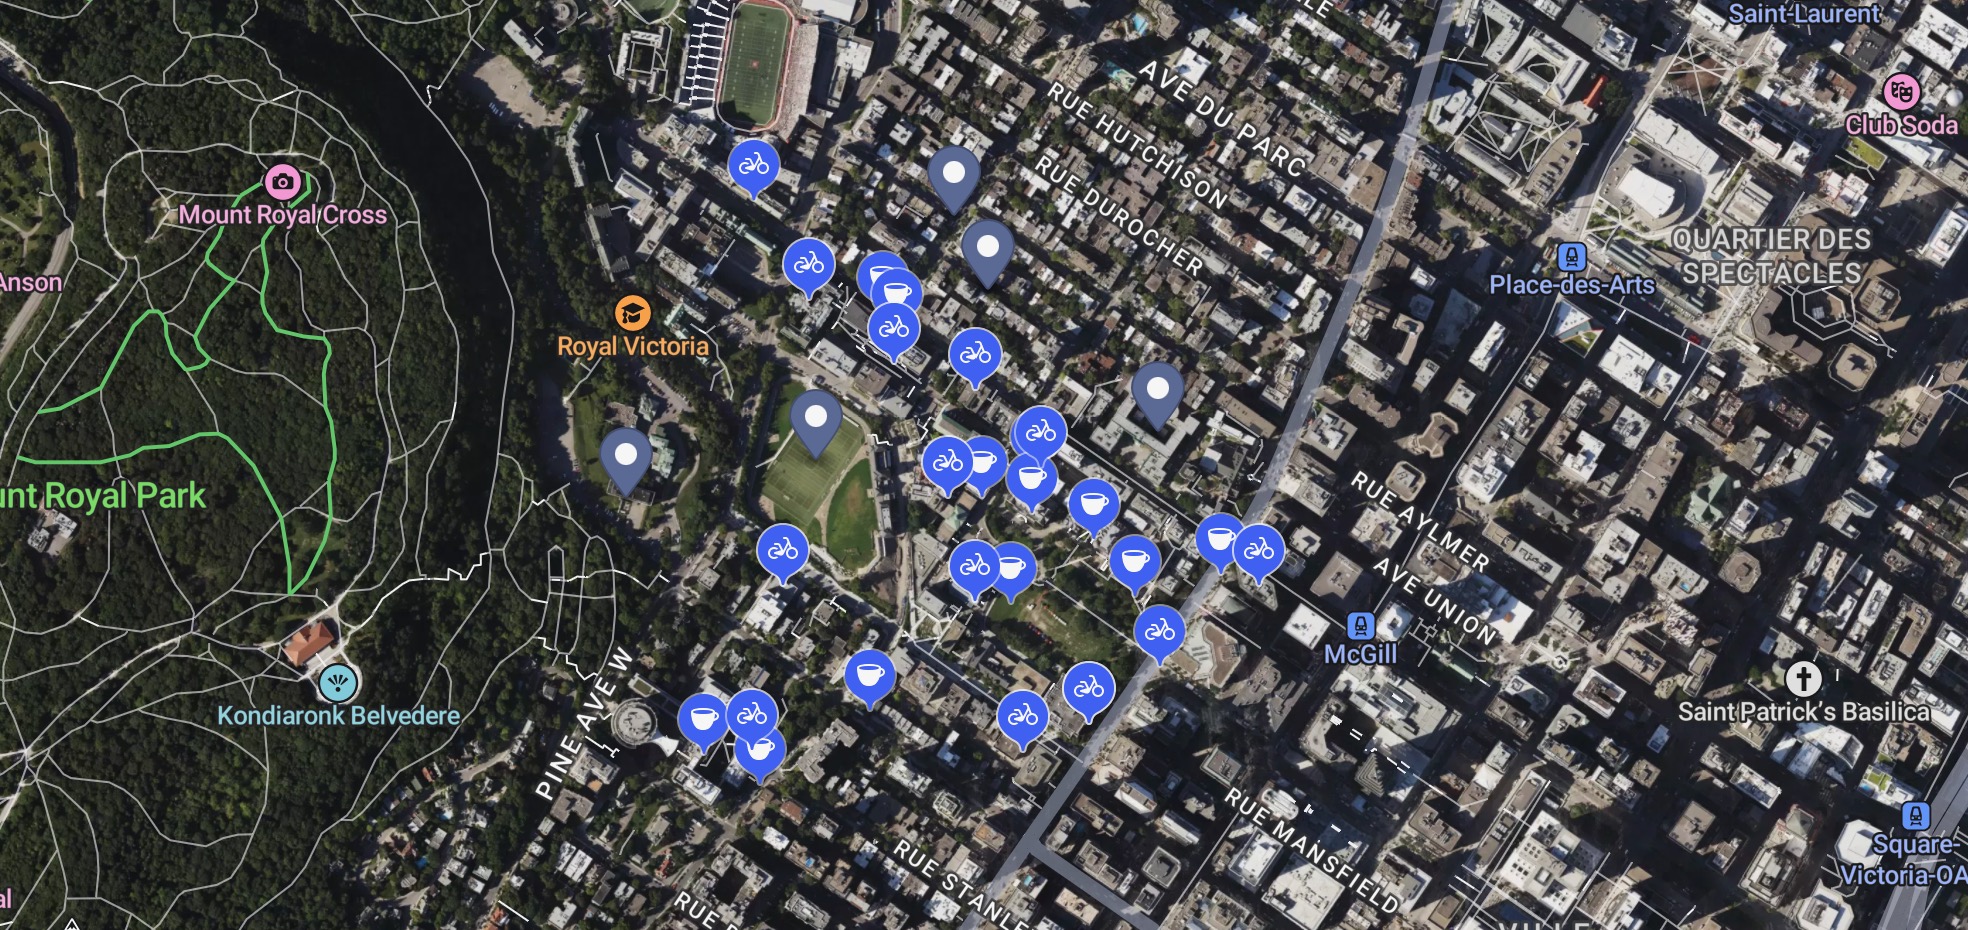 Saint-Laurent
AVE DU PARC
RUE HUTCHISON
Club Soda
RUE DUROCHER
Mount Royal Cross
QUARTIER DES
SPECTACLES
Anson
Place-des-Arts
Royal Victoria
unt Royal Park
RUE AYLMER
AVE UNION
McGill
PINE AVE W
Kondiaronk Belvedere
Saint Patrick's Basilica
RUE MANSFIELD
Square-
Victoria-OA
RUE STANLE
al
RUE